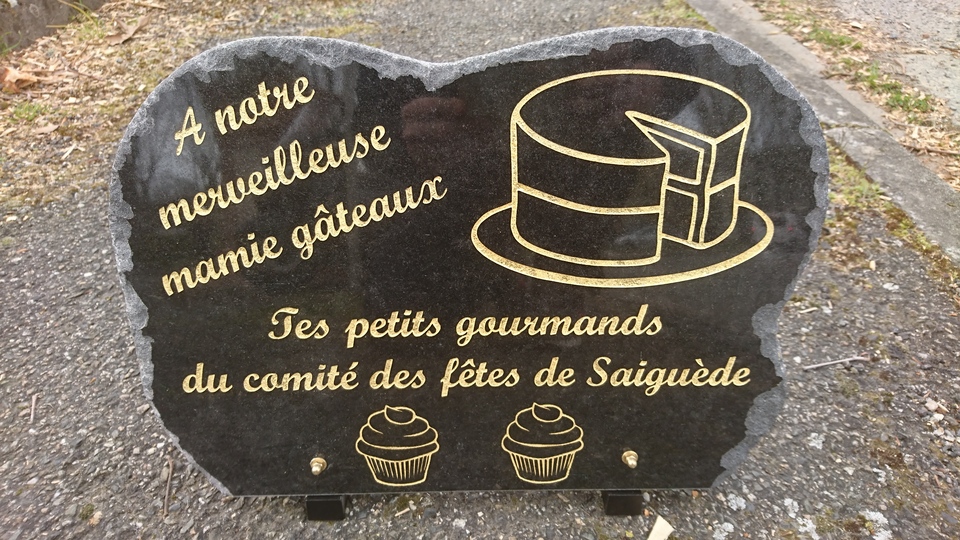 A notre
merveilleuse
mamie gâteaux
Tes petits gourmands
du comité des fêtes de Saiguède